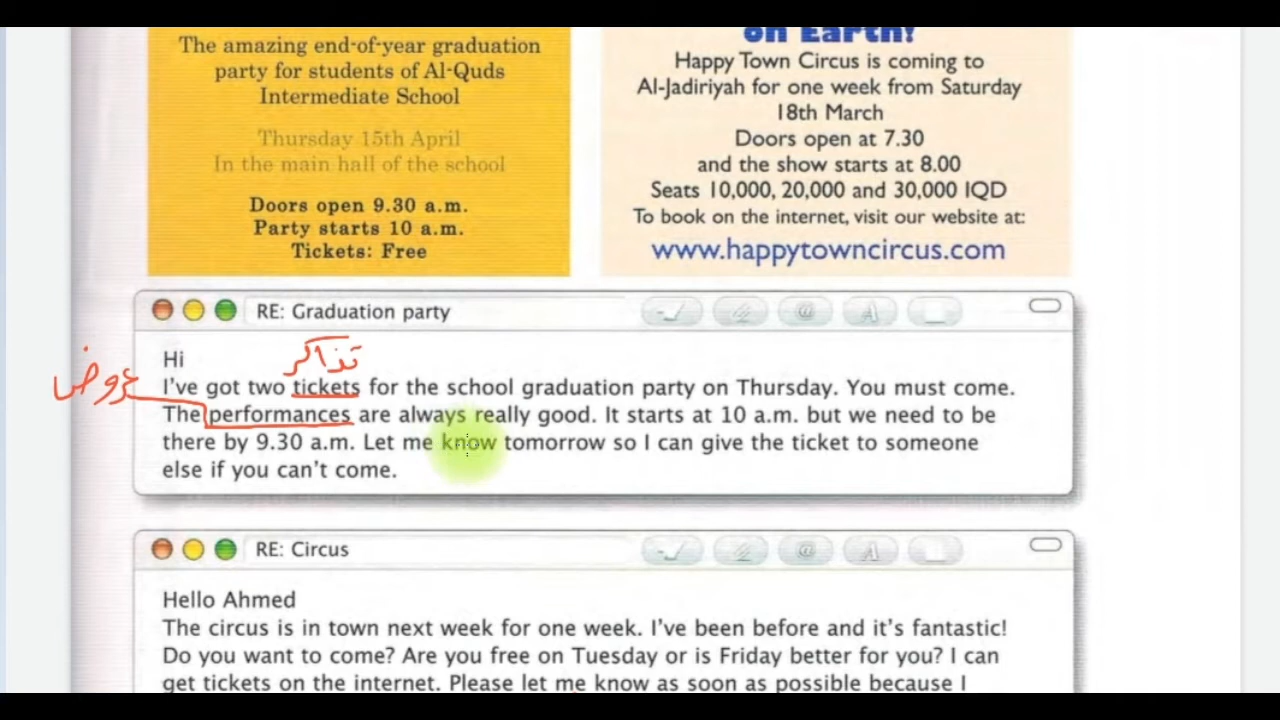 The amazing end-of-year graduation
party for students of Al-Quds
Intermediate School
Thursday 15th April
In the main hall of the school
Doors open 9.30 a.m.
Party starts 10 a.m.
Tickets: Free
on Earth!
Happy Town Circus is coming to
Al-Jadiriyah for one week from Saturday
18th March
Doors open at 7.30
and the show starts at 8.00
Seats 10,000, 20,000 and 30,000 IQD
To book on the internet, visit our website at:
www.happytowncircus.com
RE: Graduation party
Hi
تذاكر
I've got two tickets for the school graduation party on Thursday. You must come.
عروض
The performances are always really good. It starts at 10 a.m. but we need to be
there by 9.30 a.m. Let me know tomorrow so I can give the ticket to someone
else if you can't come.
RE: Circus
Hello Ahmed
The circus is in town next week for one week. I've been before and it's fantastic!
Do you want to come? Are you free on Tuesday or is Friday better for you? I can
get tickets on the internet. Please let me know as soon as possible because I